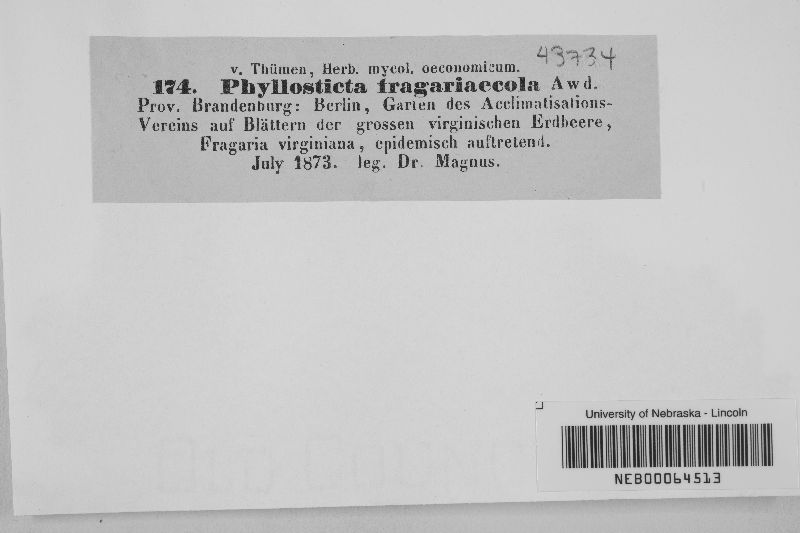 43734
v. Thümen, Herb. mycol. oeconomicum.
174. Phyllosticta fragariaecola Awd.
Prov. Brandenburg: Berlin, Garten des Acclimatisations-
Vereins auf Blättern der grossen virginischen Erdbeere,
Fragaria virginiana, epidemisch auftretend.
July 1873. leg. Dr. Magnus.
University of Nebraska - Lincoln
NEB00064513